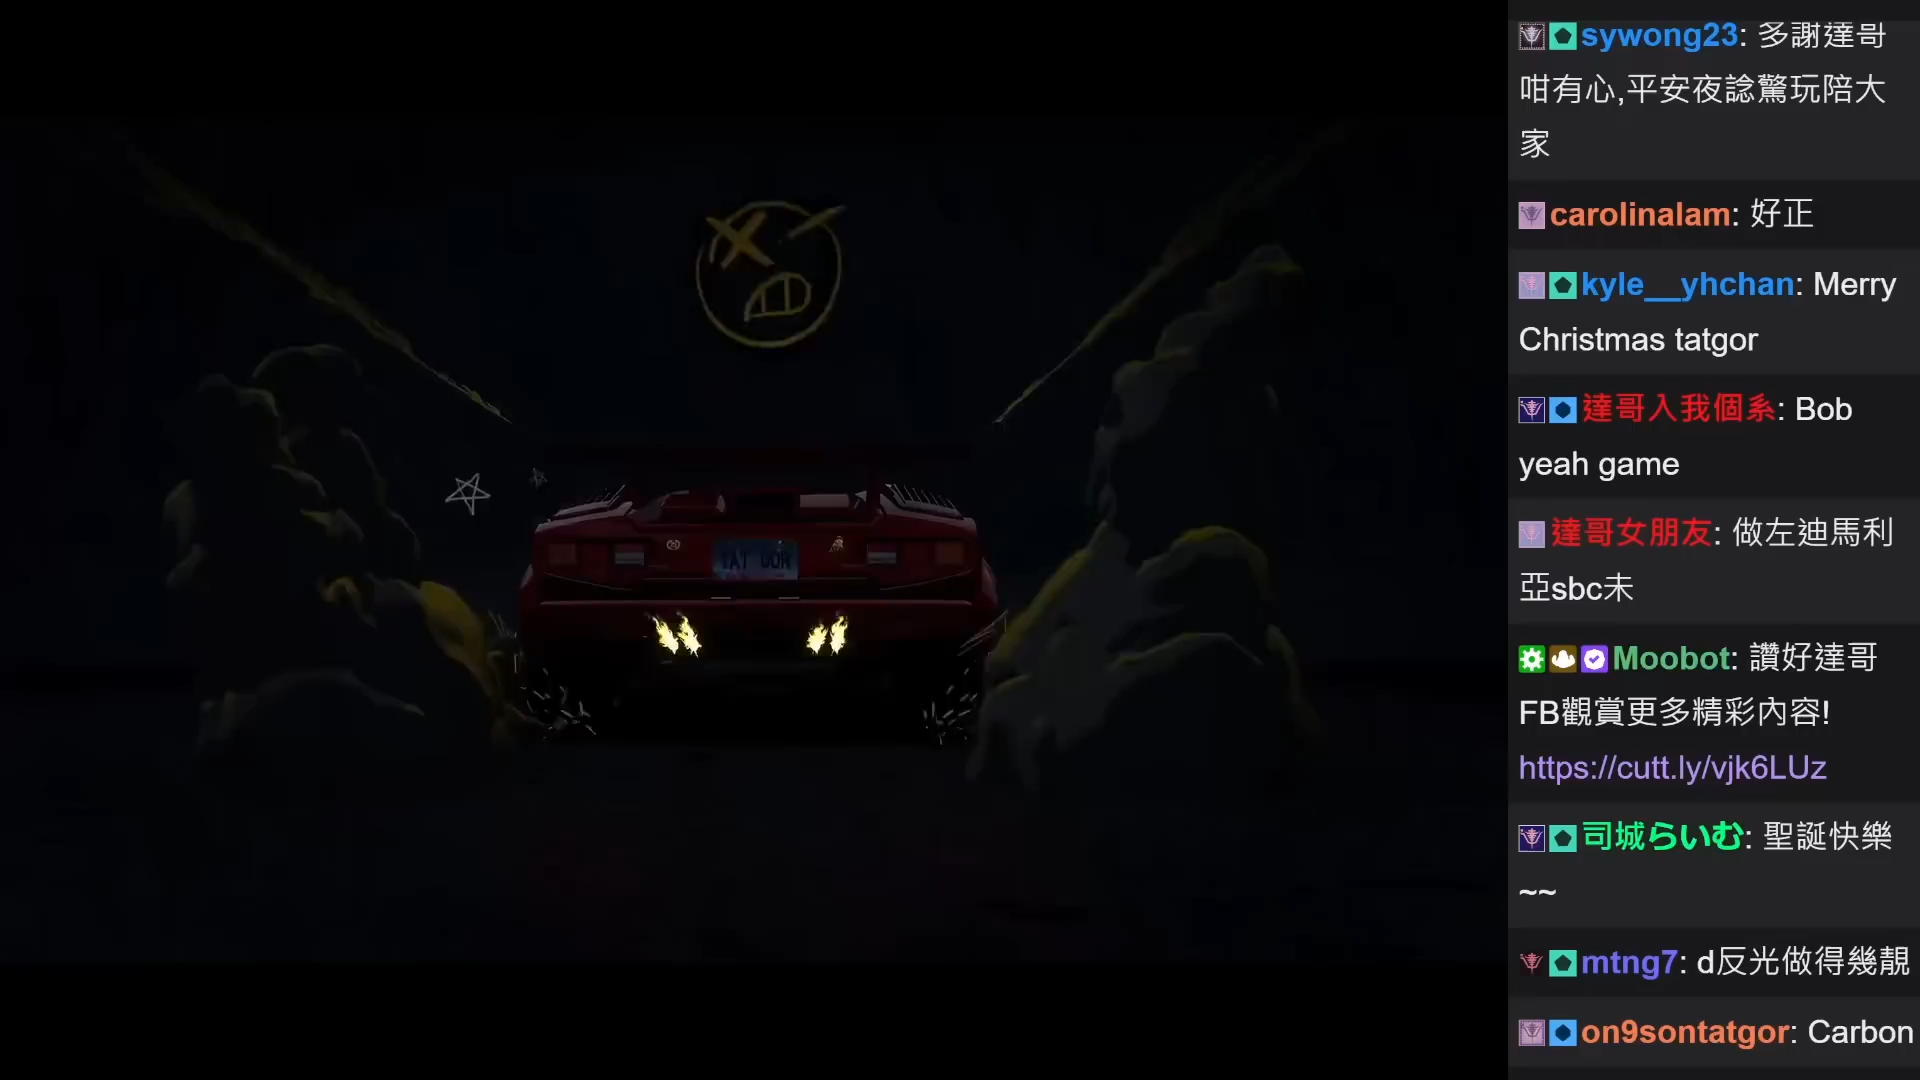 TAT GOR
sywong23: 多謝達哥
咁有心,平安夜諗驚玩陪大
家
carolinalam: 好正
kyle__yhchan: Merry
Christmas tatgor
達哥入我個系: Bob
yeah game
達哥女朋友: 做左迪馬利
亞sbc未
Moobot: 讚好達哥
FB觀賞更多精彩內容!
https://cutt.ly/vjk6LUz
司城らいむ: 聖誕快樂
~~
mtng7: d反光做得幾靚
on9sontatgor: Carbon